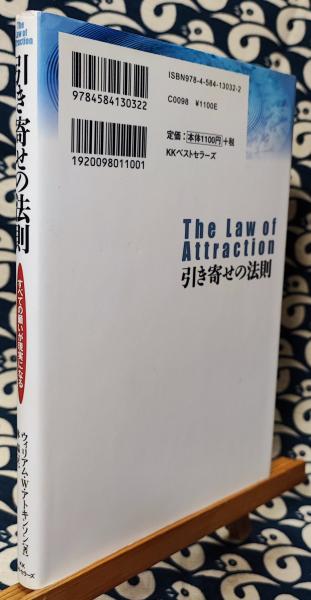 The Law of
Attraction
引き寄せの法則
すべての願いが現実になる
ウィリアム・W・アトキンソン[著]
KK
ISBN978-4-584-13032-2
9784584130322
C0098 ¥1100E
1920098011001
定価:本体1100円+税
KKベストセラーズ
The Law of
Attraction
引き寄せの法則